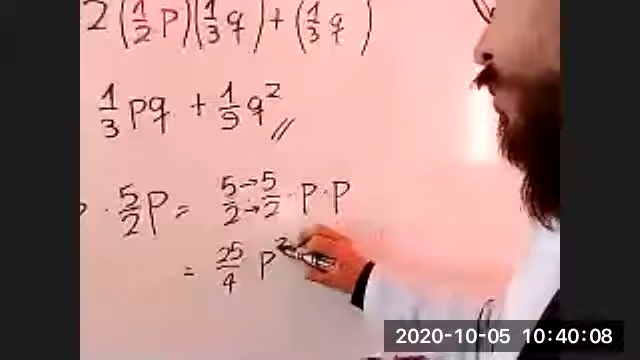 2 (1/2 p)(1/3 q) + (1/3 q )
1/3 pq + 1/9 q²
· 5/2 p = 5/2 → 5/2 · p · p
= 25/4 p²
2020-10-05 10:40:08